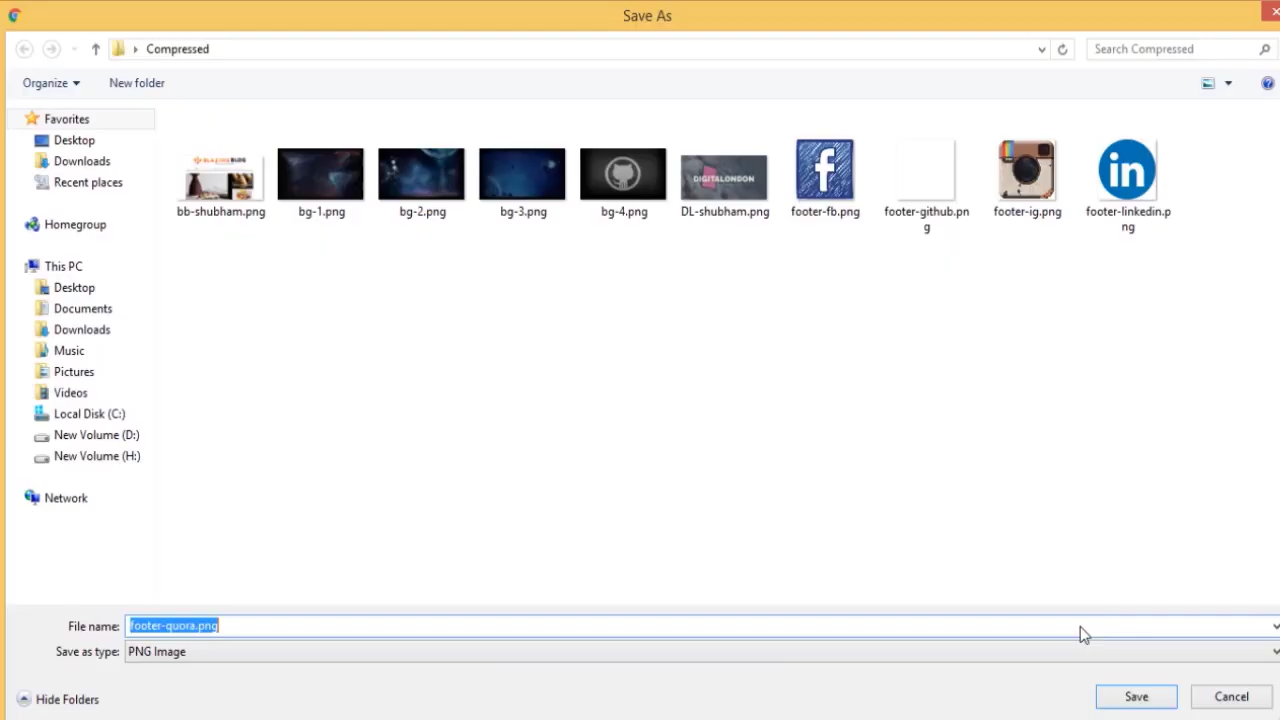 Save As
Compressed
Search Compressed
Organize
New folder
Favorites
Desktop
Downloads
Recent places
Homegroup
This PC
Desktop
Documents
Downloads
Music
Pictures
Videos
Local Disk (C:)
New Volume (D:)
New Volume (H:)
Network
BLOG
DIGITALONDON
f
in
bb-shubham.png
bg-1.png
bg-2.png
bg-3.png
bg-4.png
DL-shubham.png
footer-fb.png
footer-github.pn
g
footer-ig.png
footer-linkedin.p
ng
File name:
footer-quora.png
Save as type:
PNG Image
Hide Folders
Save
Cancel